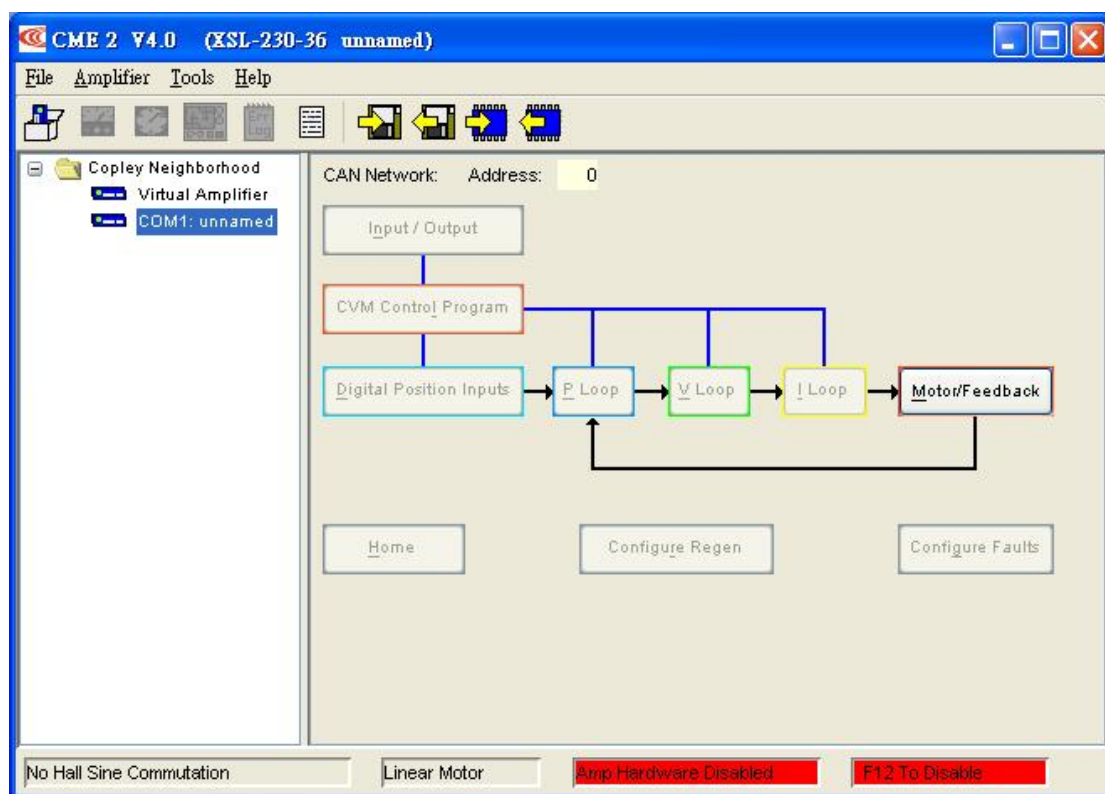 CME 2 V4.0 (XSL-230-36 unnamed)
File Amplifier Tools Help
Err Log
Copley Neighborhood
Virtual Amplifier
COM1: unnamed
CAN Network: Address: 0
Input / Output
CVM Control Program
Digital Position Inputs
P Loop
V Loop
I Loop
Motor/Feedback
Home
Configure Regen
Configure Faults
No Hall Sine Commutation
Linear Motor
Amp Hardware Disabled
F12 To Disable